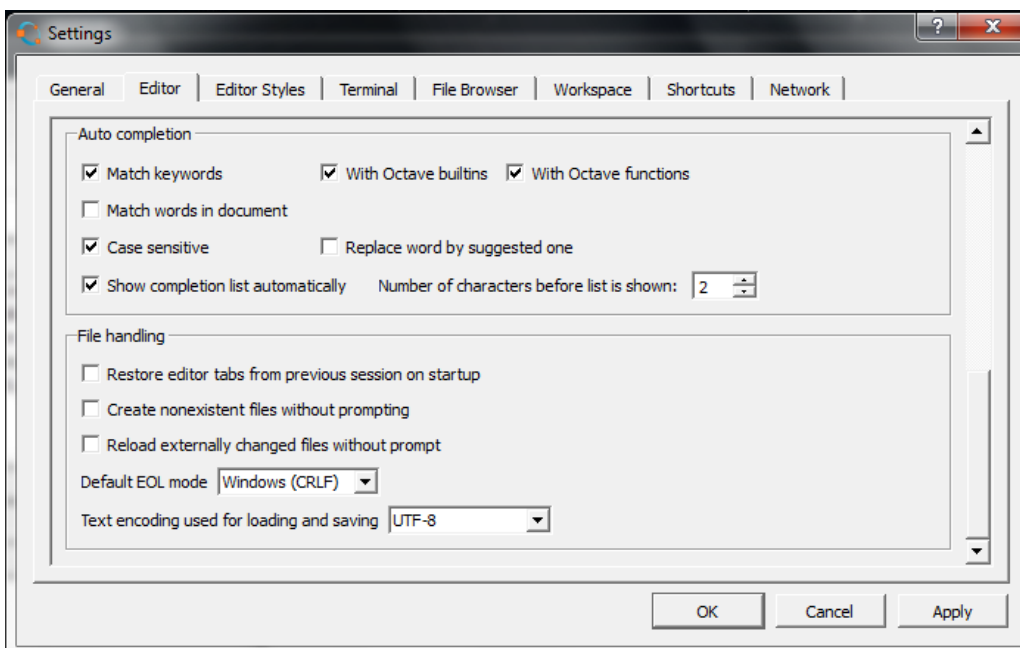 Settings
?
X
General Editor Editor Styles Terminal File Browser Workspace Shortcuts Network
Auto completion
Match keywords With Octave builtins With Octave functions
Match words in document
Case sensitive Replace word by suggested one
Show completion list automatically Number of characters before list is shown: 2
File handling
Restore editor tabs from previous session on startup
Create nonexistent files without prompting
Reload externally changed files without prompt
Default EOL mode Windows (CRLF)
Text encoding used for loading and saving UTF-8
OK Cancel Apply